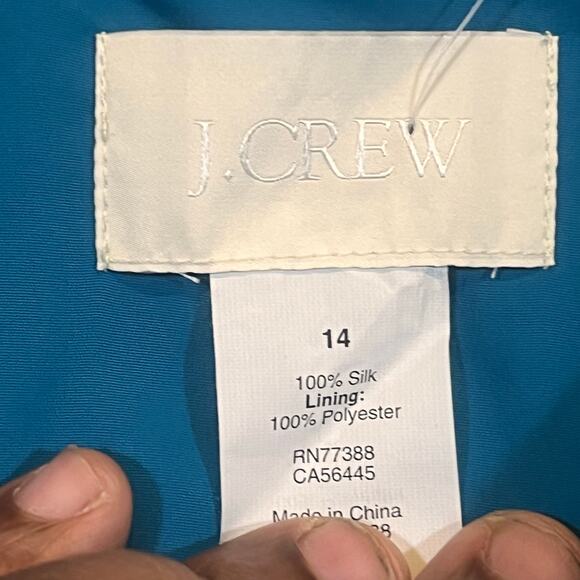 J.CREW
14
100% Silk
Lining:
100% Polyester
RN77388
CA56445
Made in China